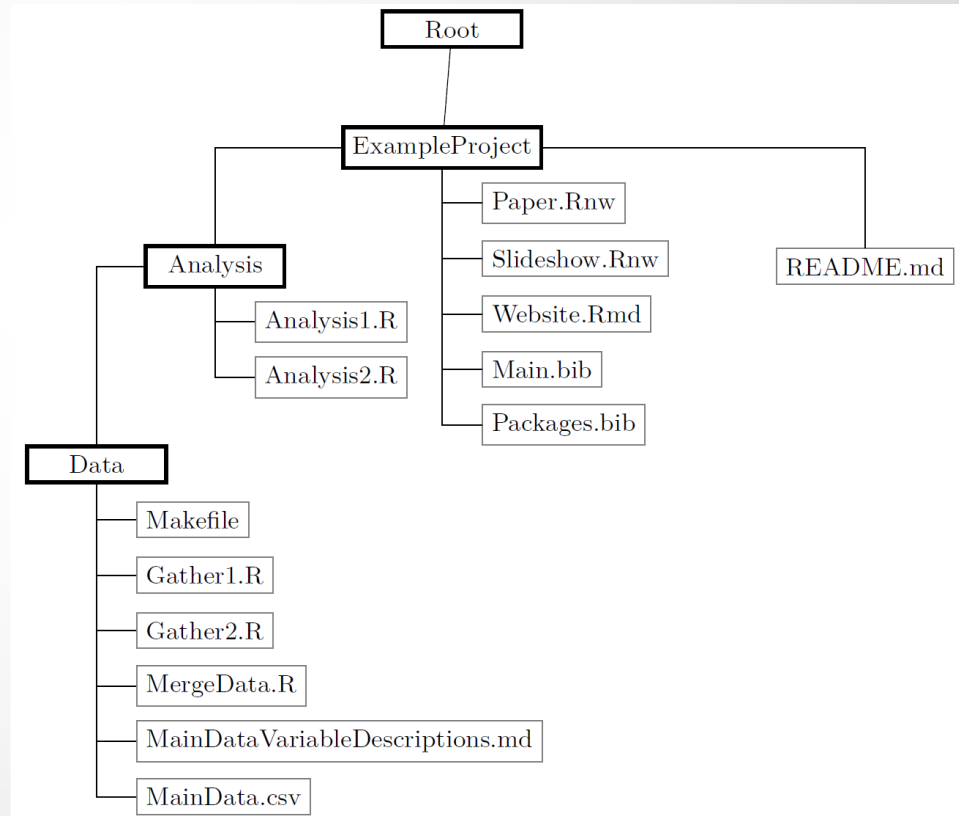 Root
ExampleProject
Paper.Rnw
Slideshow.Rnw
README.md
Analysis
Website.Rmd
Analysis1.R
Main.bib
Analysis2.R
Packages.bib
Data
Makefile
Gather1.R
Gather2.R
MergeData.R
MainDataVariableDescriptions.md
MainData.csv